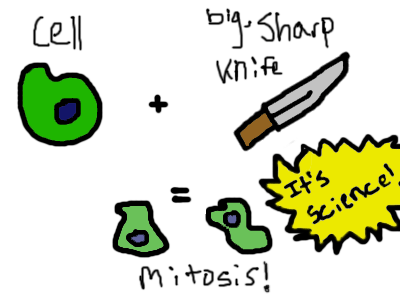 cell
big, sharp
knife
+
=
It's
science!
mitosis!